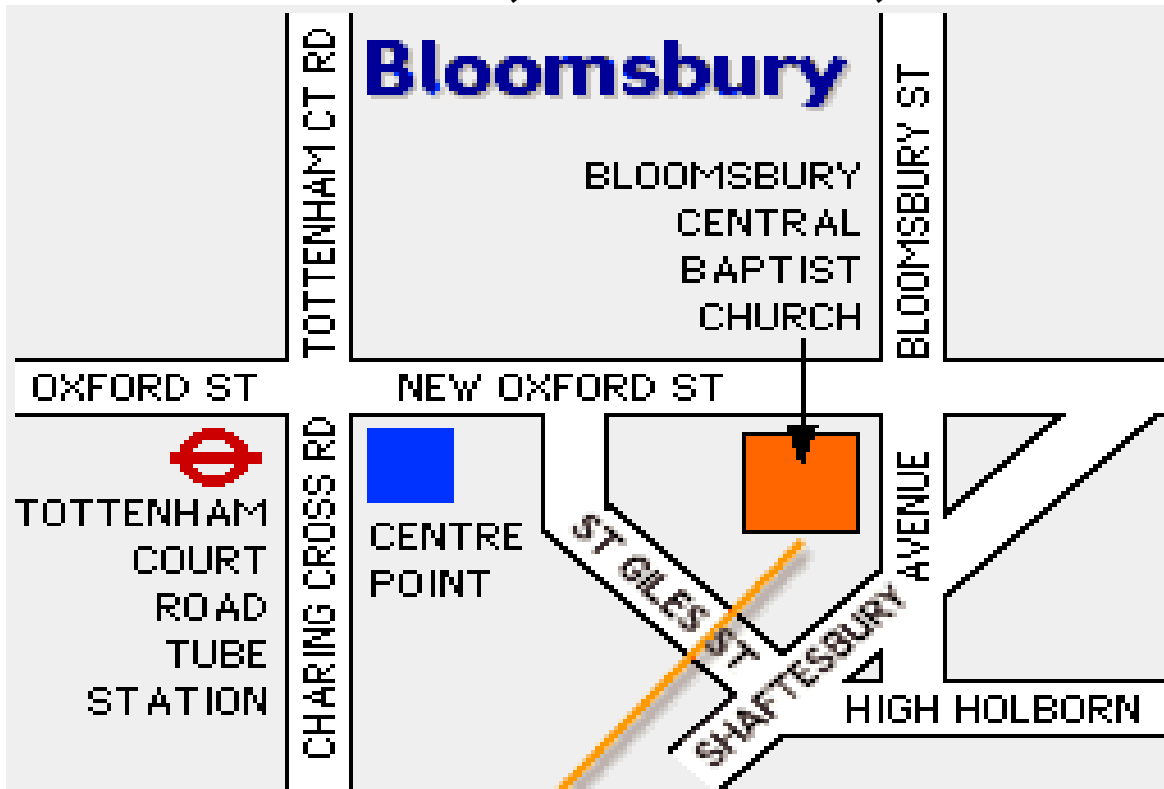 Bloomsbury
TOTTENHAM CT RD
BLOOMSBURY ST
BLOOMSBURY
CENTRAL
BAPTIST
CHURCH
OXFORD ST
NEW OXFORD ST
TOTTENHAM
COURT
ROAD
TUBE
STATION
CHARING CROSS RD
CENTRE
POINT
ST GILES ST
SHAFTESBURY AVENUE
HIGH HOLBORN